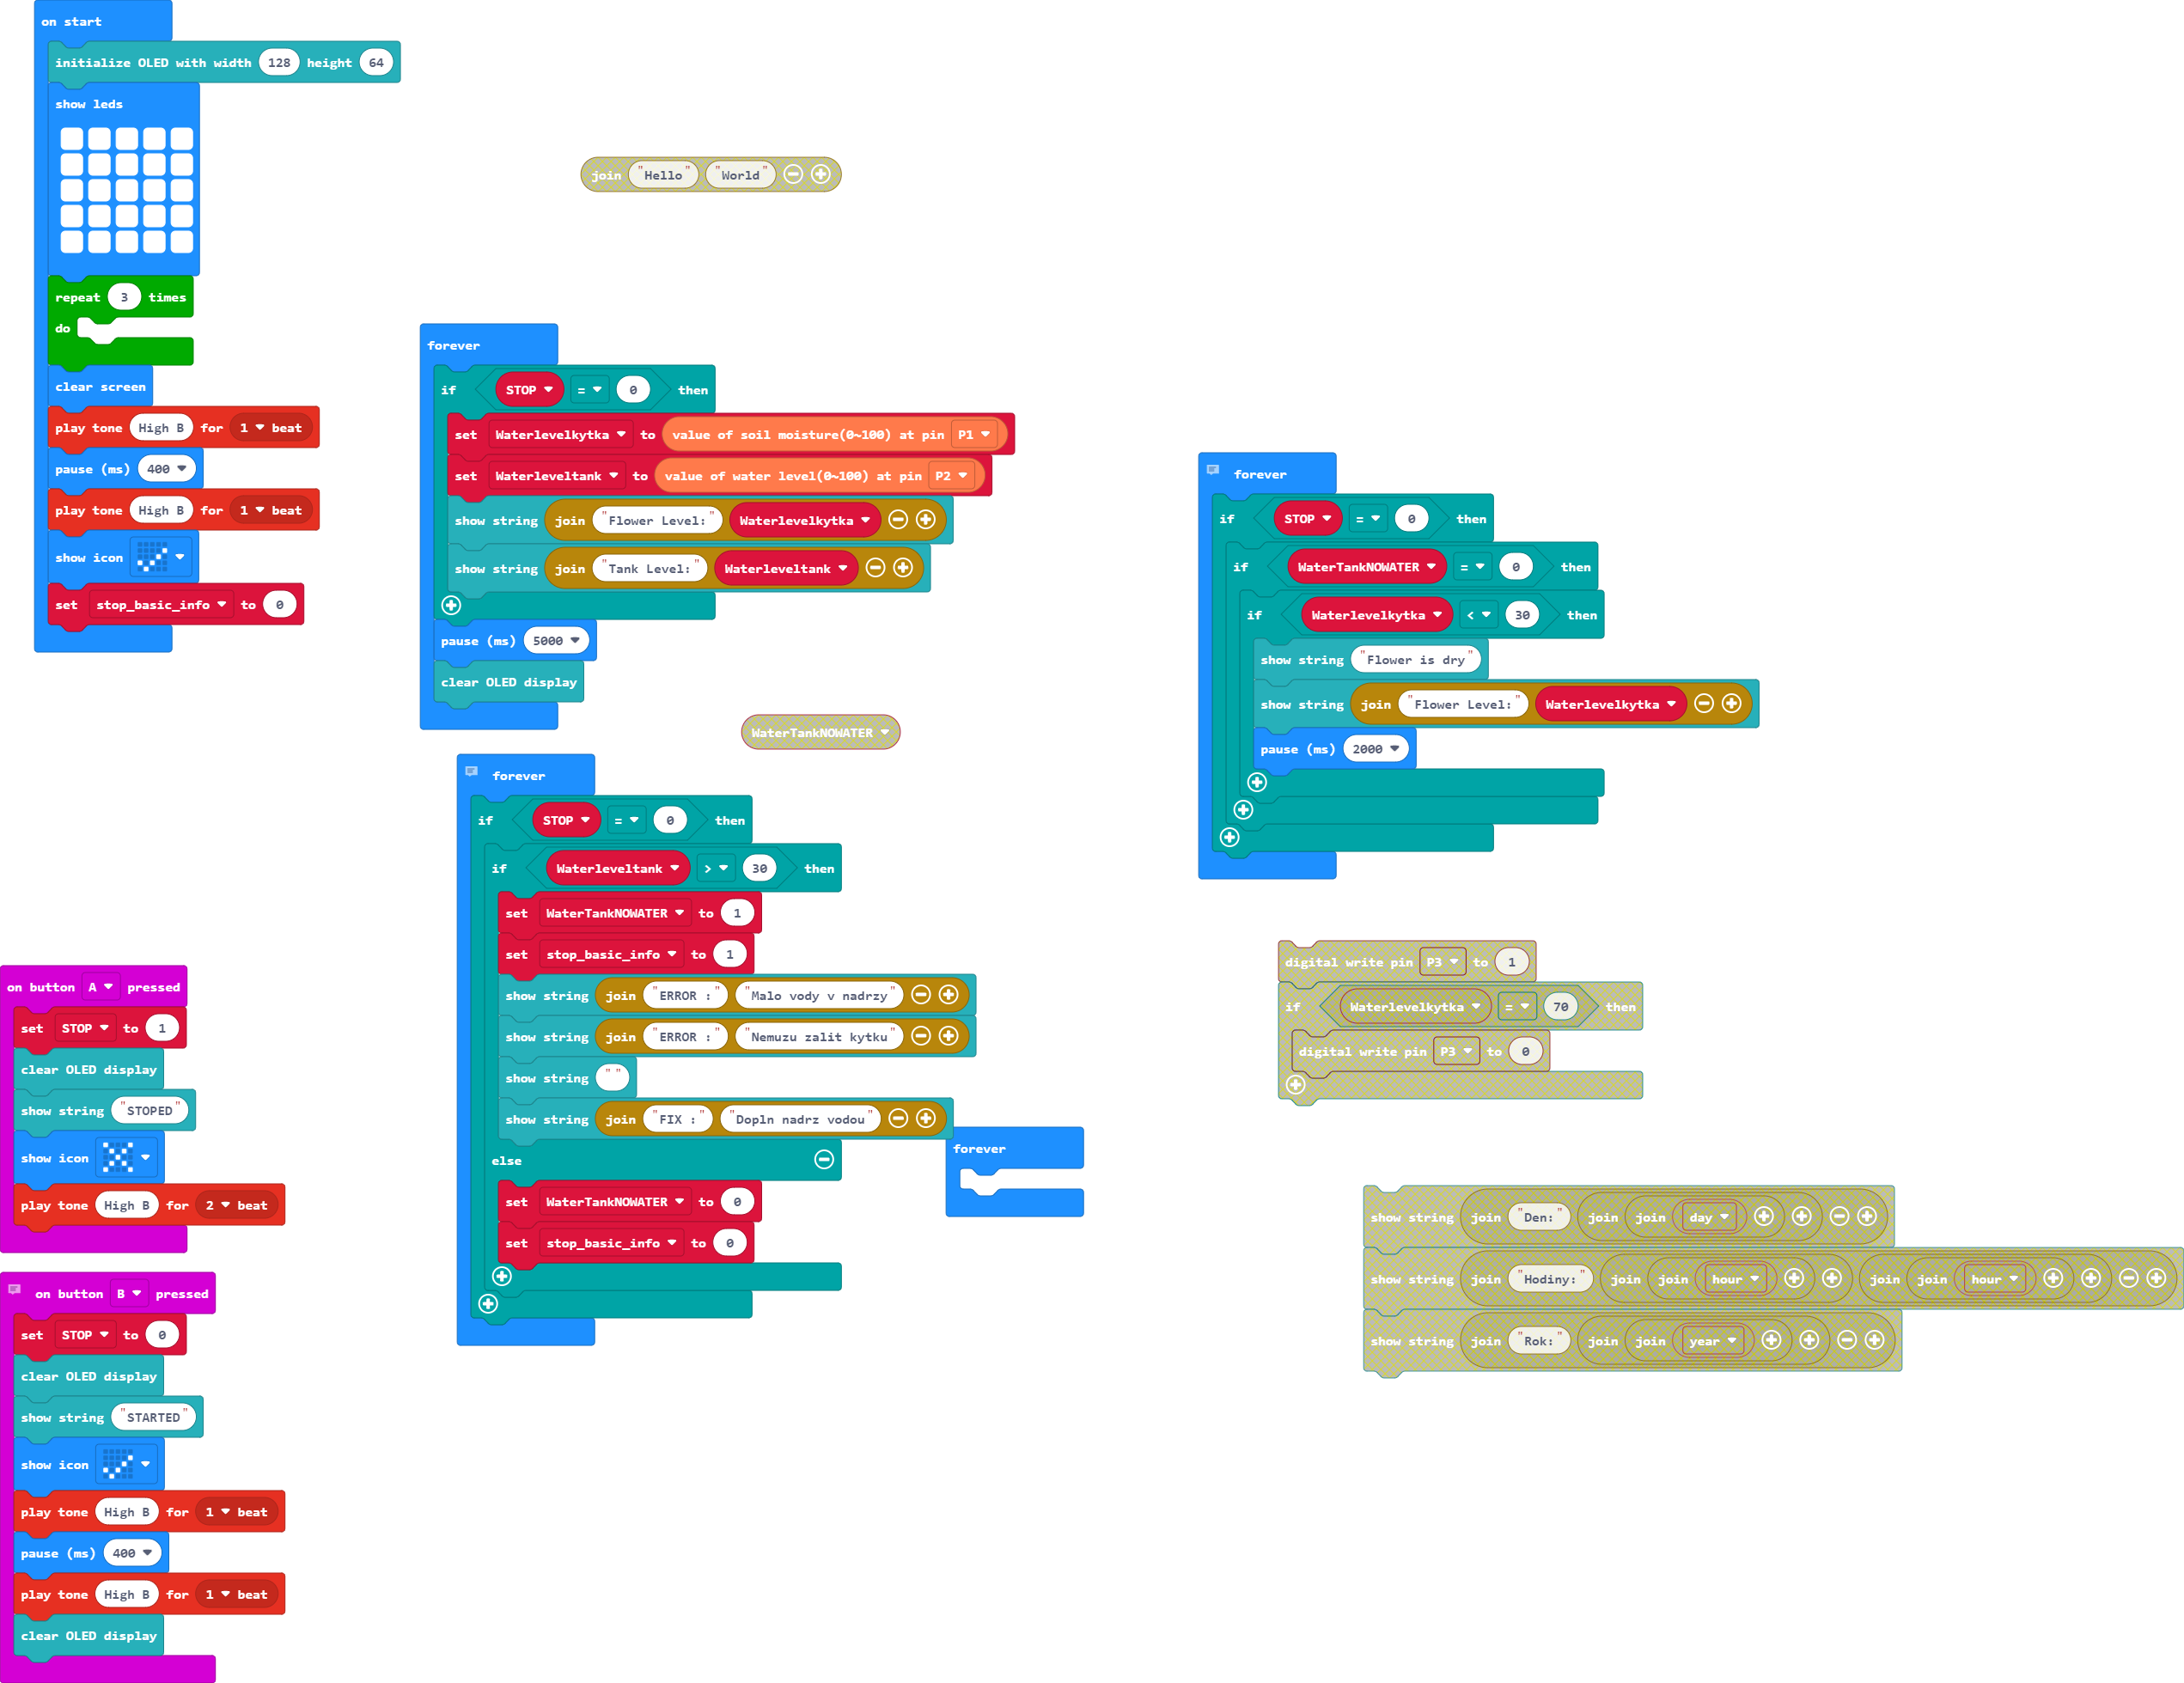 on start
initialize OLED with width 128 height 64
show leds
repeat 3 times
do
clear screen
play tone High B for 1 beat
pause (ms) 400
play tone High B for 1 beat
show icon
set stop_basic_info to 0
join "Hello" "World"
forever
if STOP = 0 then
set Waterlevelkytka to value of soil moisture(0~100) at pin P1
set Waterleveltank to value of water level(0~100) at pin P2
show string join "Flower Level:" Waterlevelkytka
show string join "Tank Level:" Waterleveltank
pause (ms) 5000
clear OLED display
WaterTankNOWATER
forever
if STOP = 0 then
if Waterleveltank > 30 then
set WaterTankNOWATER to 1
set stop_basic_info to 1
show string join "ERROR :" "Malo vody v nadrzy"
show string join "ERROR :" "Nemuzu zalit kytku"
show string " "
show string join "FIX :" "Dopln nadrz vodou"
else
set WaterTankNOWATER to 0
set stop_basic_info to 0
forever
forever
if STOP = 0 then
if WaterTankNOWATER = 0 then
if Waterlevelkytka < 30 then
show string "Flower is dry"
show string join "Flower Level:" Waterlevelkytka
pause (ms) 2000
digital write pin P3 to 1
if Waterlevelkytka = 70 then
digital write pin P3 to 0
show string join "Den:" join join day
show string join "Hodiny:" join join hour join join hour
show string join "Rok:" join join year
on button A pressed
set STOP to 1
clear OLED display
show string "STOPED"
show icon
play tone High B for 2 beat
on button B pressed
set STOP to 0
clear OLED display
show string "STARTED"
show icon
play tone High B for 1 beat
pause (ms) 400
play tone High B for 1 beat
clear OLED display